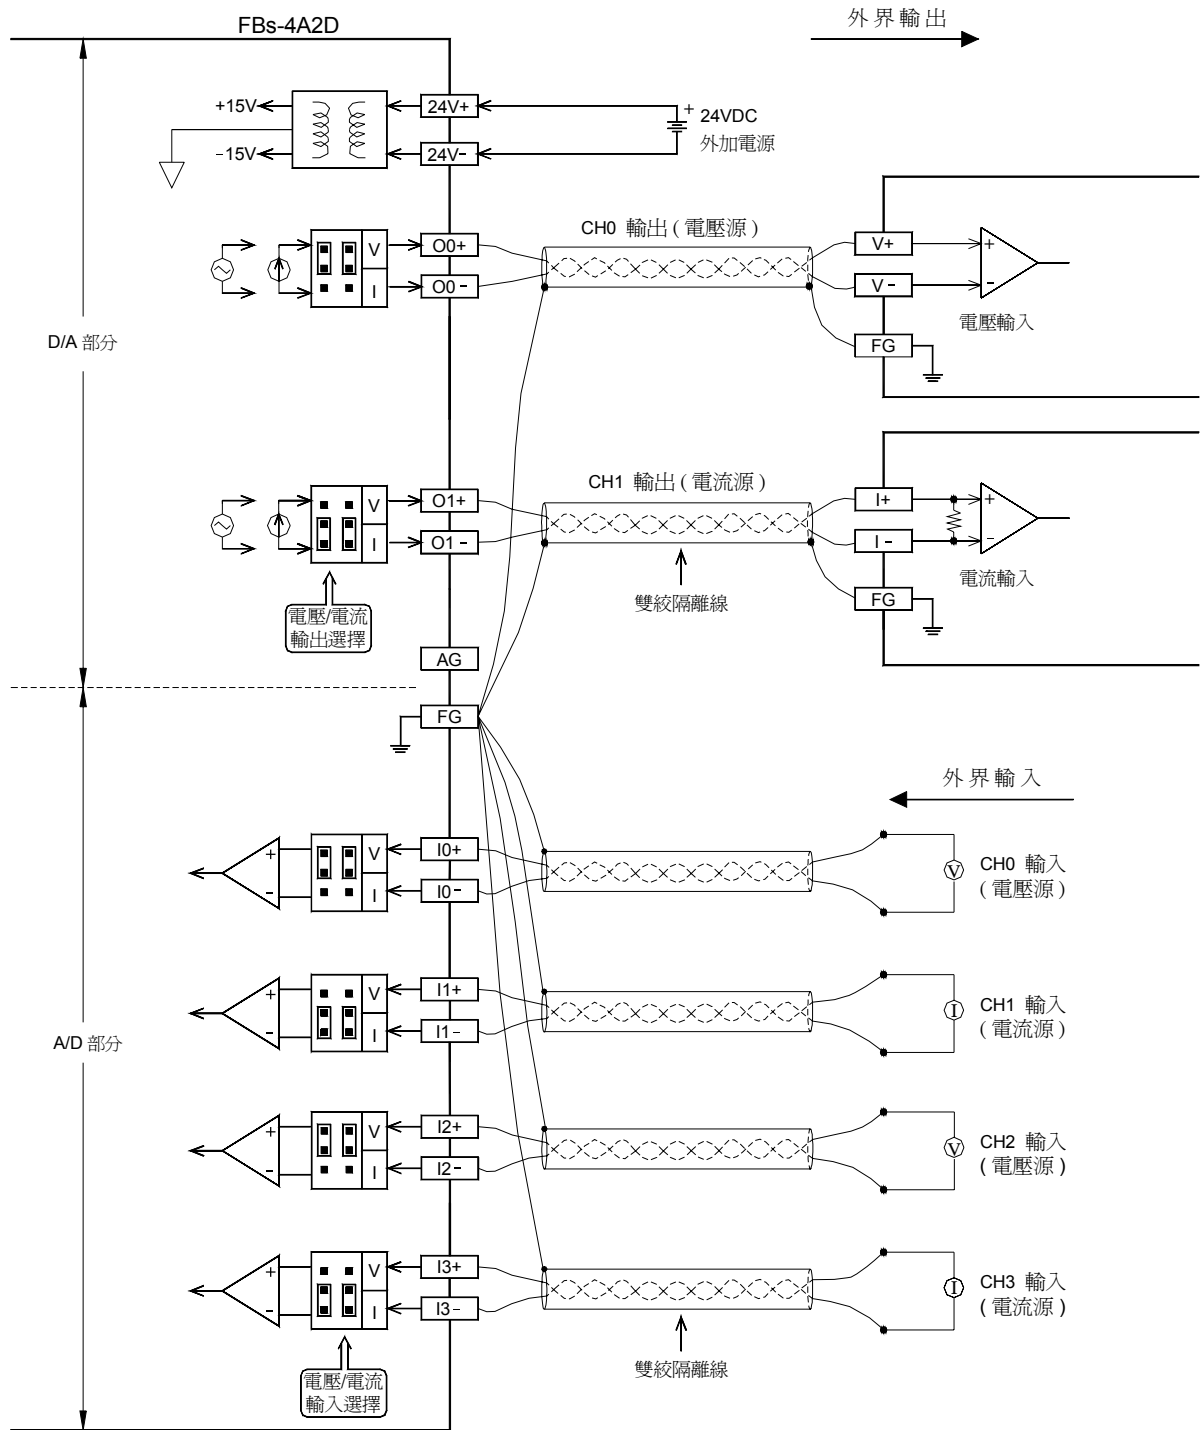 FBs-4A2D
外界輸出
+15V
24V+
+
24VDC
外加電源
−15V
24V−
CH0 輸出(電壓源)
V
O0+
V+
+
I
O0−
V−
−
電壓輸入
FG
D/A 部分
CH1 輸出(電流源)
V
O1+
I+
+
I
O1−
I−
−
電流輸入
FG
雙絞隔離線
電壓/電流
輸出選擇
AG
FG
外界輸入
+
V
I0+
−
I
I0−
V
CH0 輸入
(電壓源)
+
V
I1+
−
I
I1−
I
CH1 輸入
(電流源)
A/D 部分
+
V
I2+
−
I
I2−
V
CH2 輸入
(電壓源)
+
V
I3+
−
I
I3−
I
CH3 輸入
(電流源)
雙絞隔離線
電壓/電流
輸入選擇